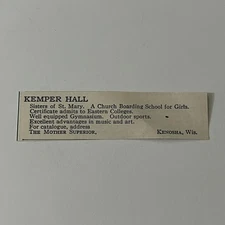 KEMPER HALL
Sisters of St. Mary. A Church Boarding School for Girls.
Certificate admits to Eastern Colleges.
Well equipped Gymnasium. Outdoor sports.
Excellent advantages in music and art.
For catalogue, address
THE MOTHER SUPERIOR, KENOSHA, Wis.